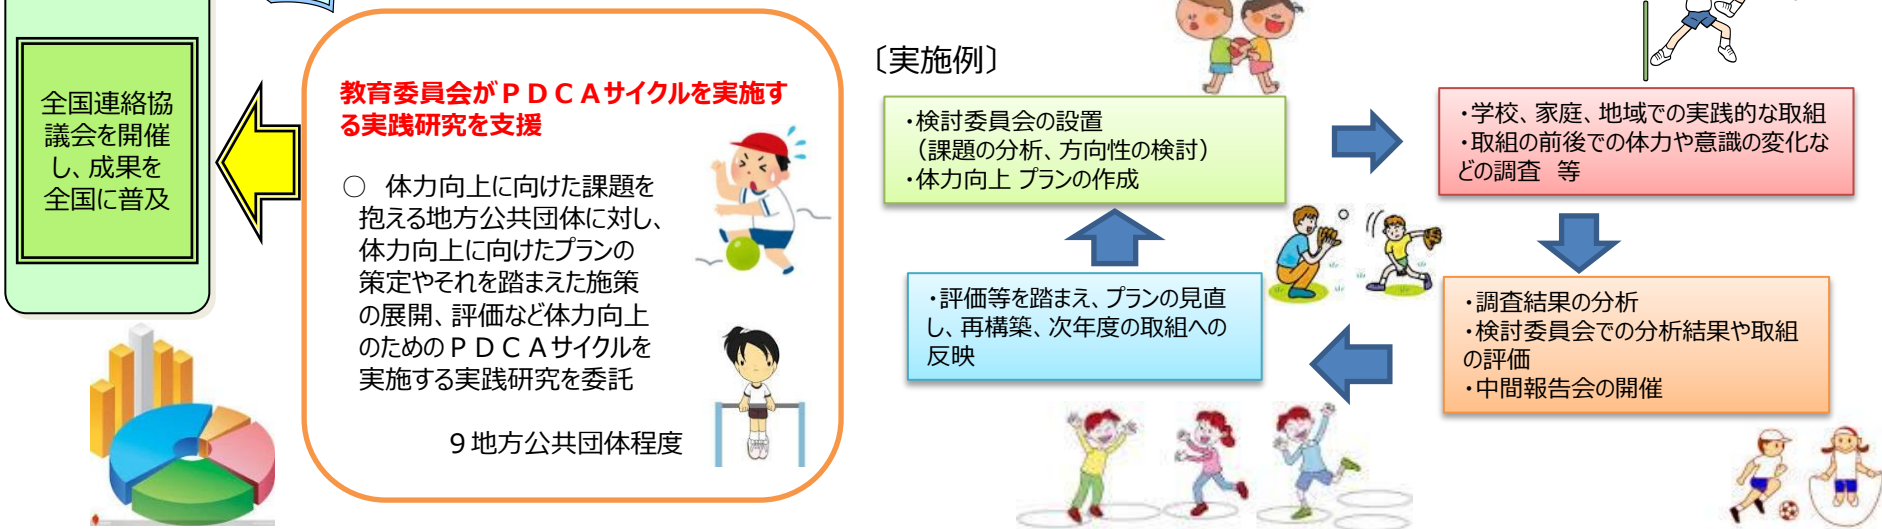 全国連絡協
議会を開催
し、成果を
全国に普及
教育委員会がＰＤＣＡサイクルを実施す
る実践研究を支援
○ 体力向上に向けた課題を
抱える地方公共団体に対し、
体力向上に向けたプランの
策定やそれを踏まえた施策
の展開、評価など体力向上
のためのＰＤＣＡサイクルを
実施する実践研究を委託
９地方公共団体程度
〔実施例〕
・検討委員会の設置
（課題の分析、方向性の検討）
・体力向上 プランの作成
・学校、家庭、地域での実践的な取組
・取組の前後での体力や意識の変化な
どの調査 等
・調査結果の分析
・検討委員会での分析結果や取組
の評価
・中間報告会の開催
・評価等を踏まえ、プランの見直
し、再構築、次年度の取組への
反映